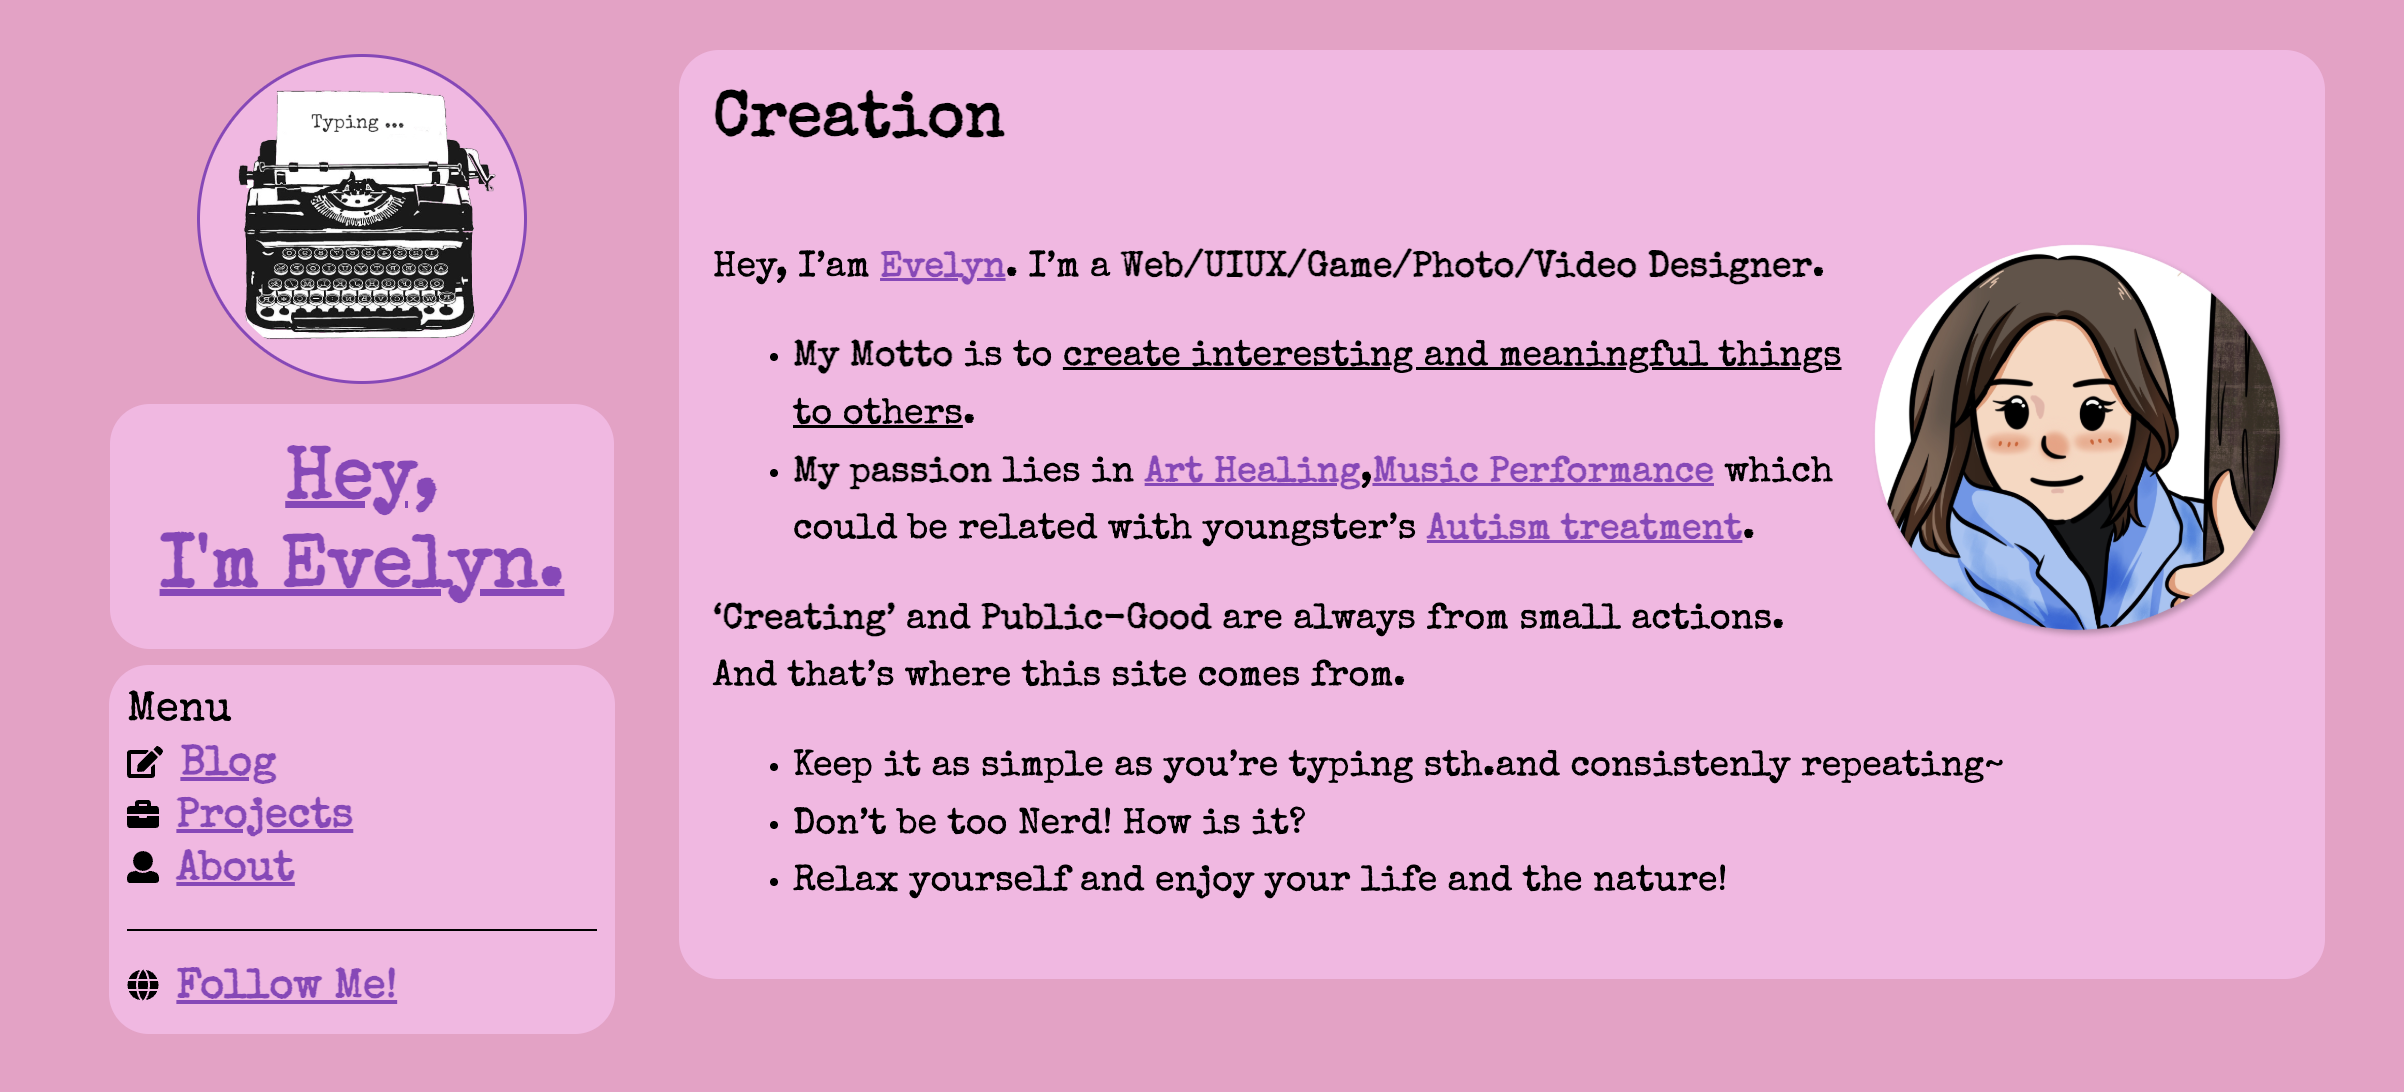 Typing ...
Hey,
I'm Evelyn.
Menu
Blog
Projects
About
Follow Me!
Creation
Hey, I’am Evelyn. I’m a Web/UIUX/Game/Photo/Video Designer.
• My Motto is to create interesting and meaningful things
to others.
• My passion lies in Art Healing,Music Performance which
could be related with youngster’s Autism treatment.
‘Creating’ and Public-Good are always from small actions.
And that’s where this site comes from.
• Keep it as simple as you’re typing sth.and consistenly repeating~
• Don’t be too Nerd! How is it?
• Relax yourself and enjoy your life and the nature!